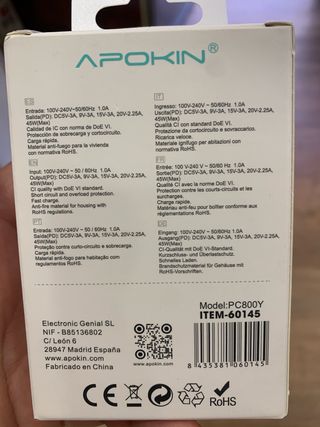 APOKIN®
ES
Entrada: 100V-240V~50/60Hz 1.0A
Salida(PD): DC5V-3A, 9V-3A, 15V-3A, 20V-2.25A,
45W(Max)
Calidad de IC con norma de DoE VI.
Protección de sobrecarga y cortocircuito.
Carga rápida.
Material anti-fuego para la vivienda
con normativa RoHS.
EN
Input: 100V-240V ~ 50 / 60Hz 1.0A
Output(PD): DC5V-3A, 9V-3A, 15V-3A, 20V-2.25A,
45W(Max)
CI quality with DoE VI standard.
Short circuit and overload protection.
Fast charge.
Anti-fire material for housing with
RoHS regulations.
PT
Entrada: 100V-240V ~ 50 / 60Hz 1.0A
Saída(PD): DC5V-3A, 9V-3A, 15V-3A, 20V-2.25A,
45W(Max)
Proteção contra curto-circuito e sobrecarga.
Carga rápida.
Material anti-fogo para habitação com
regulamentos RoHS.
IT
Ingresso: 100V-240V ~ 50/60Hz 1.0A
Uscita(PD): DC5V-3A, 9V-3A, 15V-3A, 20V-2.25A,
45W(Max)
Qualità CI con standard DoE VI.
Protezione da cortocircuito e sovraccarico.
Ricarica veloce.
Materiale ignifugo per abitazioni con
normativa RoHS.
FR
Entrée: 100 V-240 V ~ 50/60Hz 1.0A
Sortie(PD): DC5V-3A, 9V-3A, 15V-3A, 20V-2.25A,
45W(Max)
Qualité CI avec la norme DoE VI.
Protection contre les courts-circuits et les
surcharges.
Charge rapide.
Matériau anti-feu pour boîtier conforme aux
réglementations RoHS.
DE
Eingang: 100V-240V ~ 50/60Hz 1.0A
Ausgang(PD): DC5V-3A, 9V-3A, 15V-3A, 20V-2.25A,
45W(Max)
CI-Qualität mit DoE VI-Standard.
Kurzschluss- und Überlastschutz.
Schnelles Laden.
Brandschutzmaterial für Gehäuse mit
RoHS-Vorschriften.
Electronic Genial SL
NIF - B85136802
C/ León 6
28947 Madrid España
www.apokin.com
Fabricado en China
Model:PC800Y
ITEM-60145
8 435381 060145
CE
RoHS